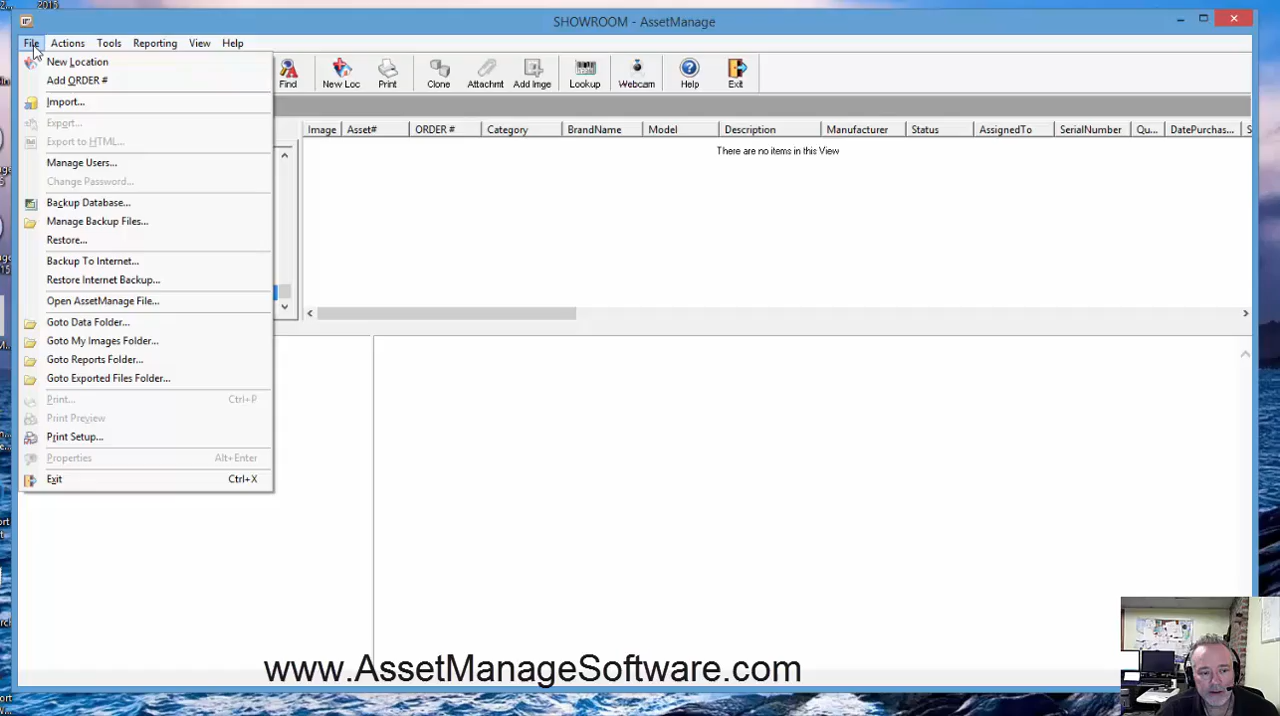 2015
SHOWROOM - AssetManage
File Actions Tools Reporting View Help
New Location
Add ORDER #
Import...
Export...
Export to HTML...
Manage Users...
Change Password...
Backup Database...
Manage Backup Files...
Restore...
Backup To Internet...
Restore Internet Backup...
Open AssetManage File...
Goto Data Folder...
Goto My Images Folder...
Goto Reports Folder...
Goto Exported Files Folder...
Print... Ctrl+P
Print Preview
Print Setup...
Properties Alt+Enter
Exit Ctrl+X
Find New Loc Print Clone Attachmt Add Imge Lookup Webcam Help Exit
Image Asset# ORDER # Category BrandName Model Description Manufacturer Status AssignedTo SerialNumber Qu... DatePurchas... S
There are no items in this View
www.AssetManageSoftware.com